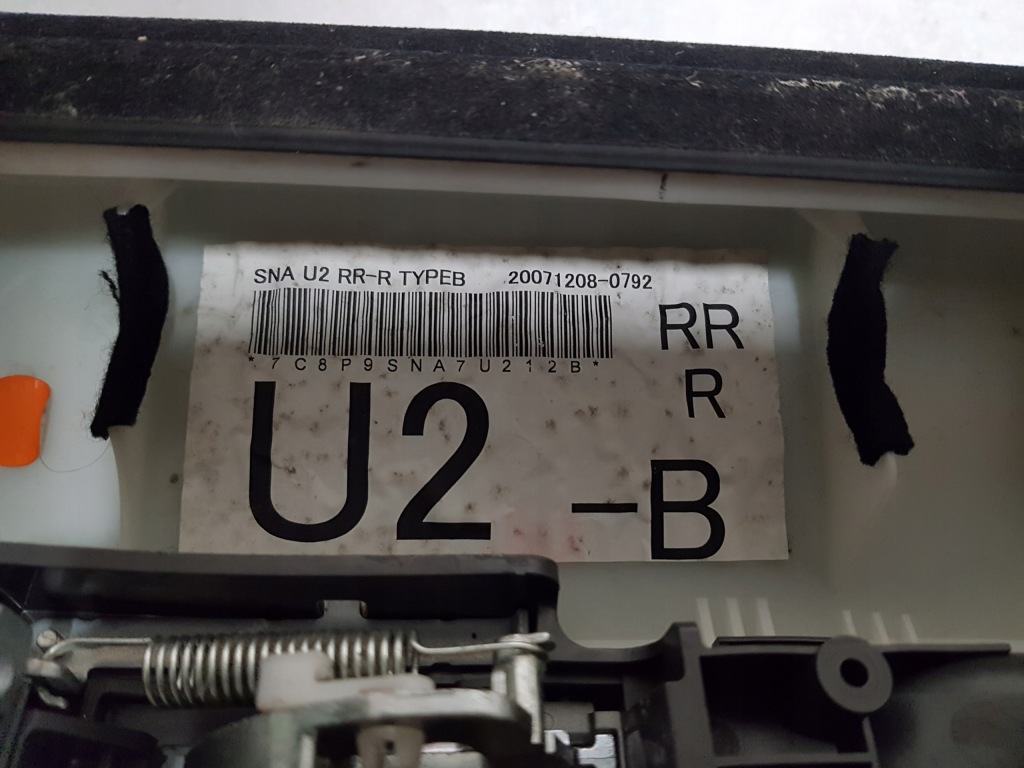 SNA U2 RR-R TYPEB 20071208-0792
*7C8P9SNA7U212B*
RR
R
U2 -B